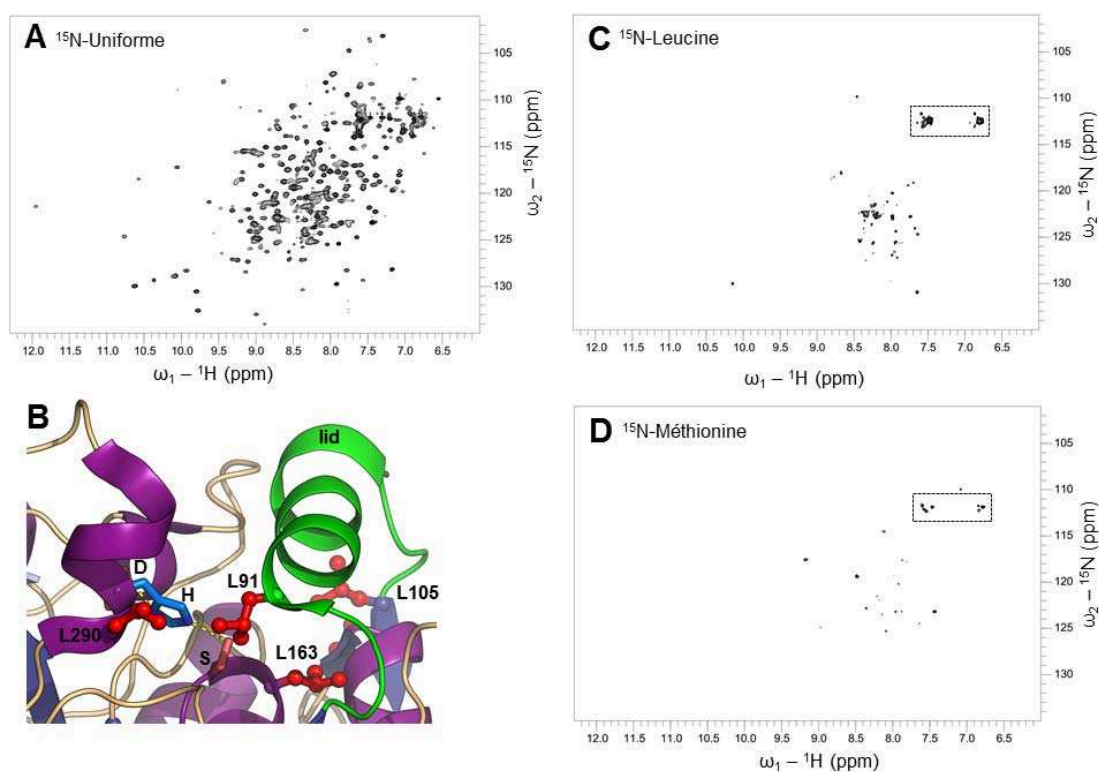 A ¹⁵N-Uniforme
105
110
115
120
125
130
ω₂ – ¹⁵N (ppm)
12.0 11.5 11.0 10.5 10.0 9.5 9.0 8.5 8.0 7.5 7.0 6.5
ω₁ – ¹H (ppm)
C ¹⁵N-Leucine
105
110
115
120
125
130
ω₂ – ¹⁵N (ppm)
12.0 11.5 11.0 10.5 10.0 9.5 9.0 8.5 8.0 7.5 7.0 6.5
ω₁ – ¹H (ppm)
B
lid
D
H
L91
L105
L290
S
L163
D ¹⁵N-Méthionine
105
110
115
120
125
130
ω₂ – ¹⁵N (ppm)
12.0 11.5 11.0 10.5 10.0 9.5 9.0 8.5 8.0 7.5 7.0 6.5
ω₁ – ¹H (ppm)